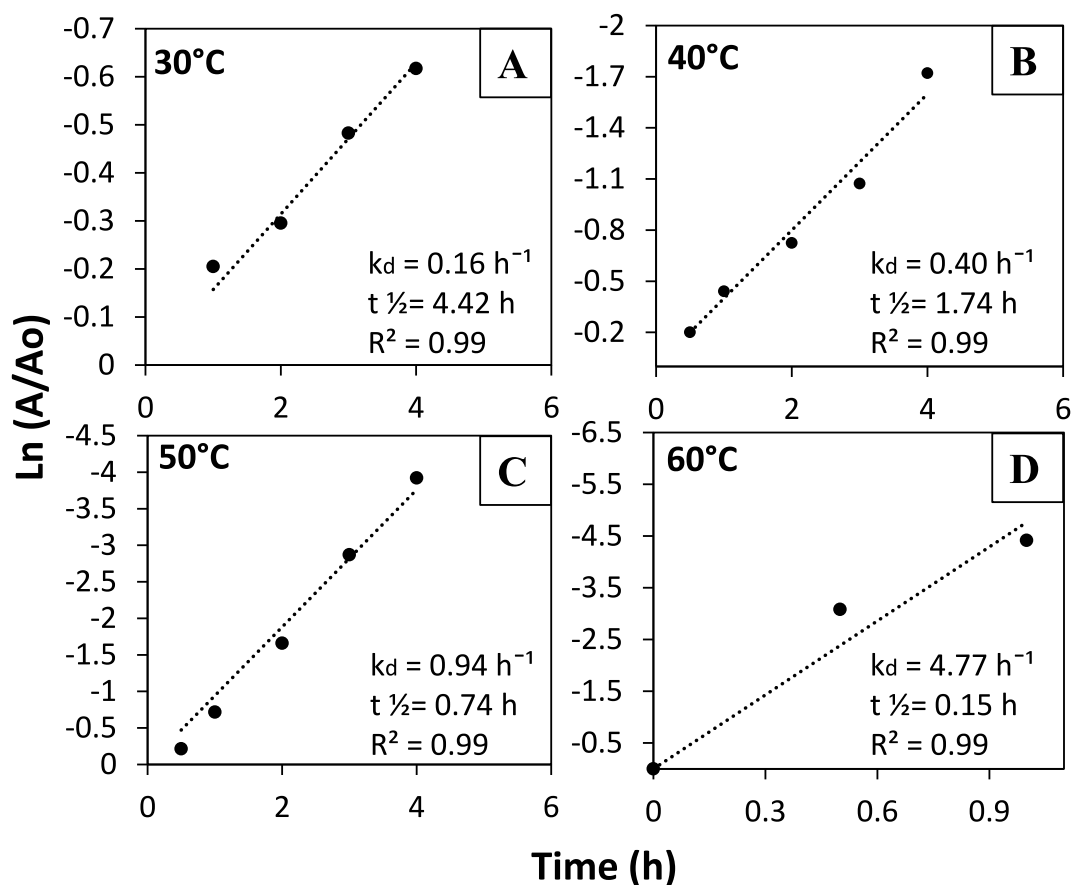 Ln (A/Ao)
30°C
A
-0.7
-0.6
-0.5
-0.4
-0.3
-0.2
-0.1
0
kd = 0.16 h⁻¹
t ½= 4.42 h
R² = 0.99
0 2 4 6
40°C
B
-2
-1.7
-1.4
-1.1
-0.8
-0.5
-0.2
kd = 0.40 h⁻¹
t ½= 1.74 h
R² = 0.99
0 2 4 6
50°C
C
-4.5
-4
-3.5
-3
-2.5
-2
-1.5
-1
-0.5
0
kd = 0.94 h⁻¹
t ½= 0.74 h
R² = 0.99
0 2 4 6
60°C
D
-6.5
-5.5
-4.5
-3.5
-2.5
-1.5
-0.5
kd = 4.77 h⁻¹
t ½= 0.15 h
R² = 0.99
0 0.3 0.6 0.9
Time (h)